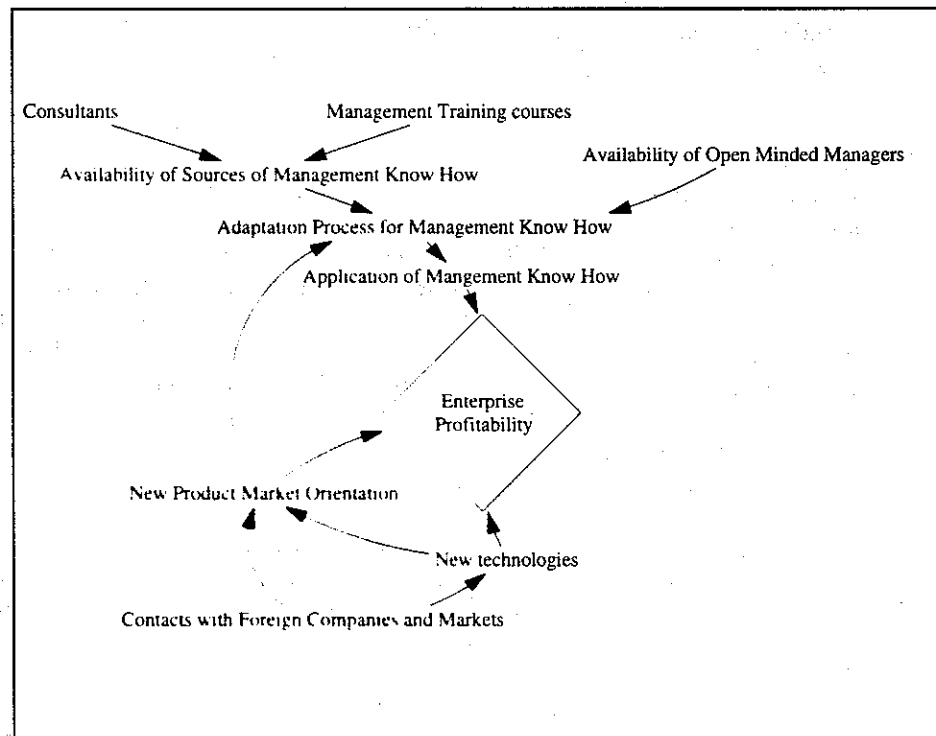 Consultants
Management Training courses
Availability of Open Minded Managers
Availability of Sources of Management Know How
Adaptation Process for Management Know How
Application of Mangement Know How
Enterprise
Profitability
New Product Market Orientation
New technologies
Contacts with Foreign Companies and Markets